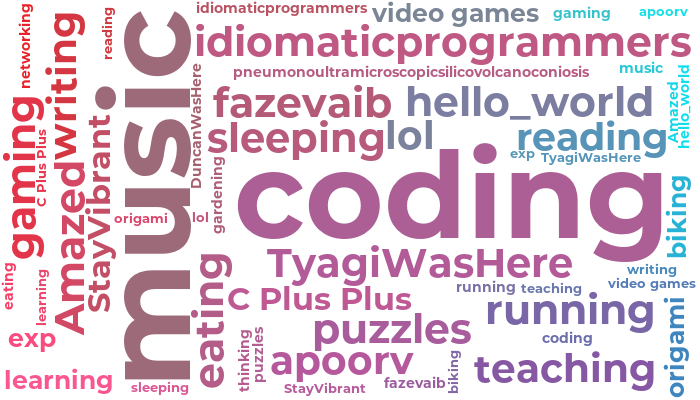 idiomaticprogrammers
video games
gaming
apoorv
networking
reading
music
idiomaticprogrammers
pneumonoultramicroscopicsilicovolcanoconiosis
music
Amazed
hello_world
writing
fazevaib
hello_world
gaming
C Plus Plus
StayVibrant
DuncanWasHere
sleeping
lol
reading
exp
TyagiWasHere
Amazed
origami
lol
gardening
coding
biking
TyagiWasHere
writing
video games
eating
learning
eating
C Plus Plus
running
teaching
running
origami
exp
thinking
puzzles
puzzles
coding
apoorv
biking
teaching
learning
sleeping
StayVibrant
fazevaib